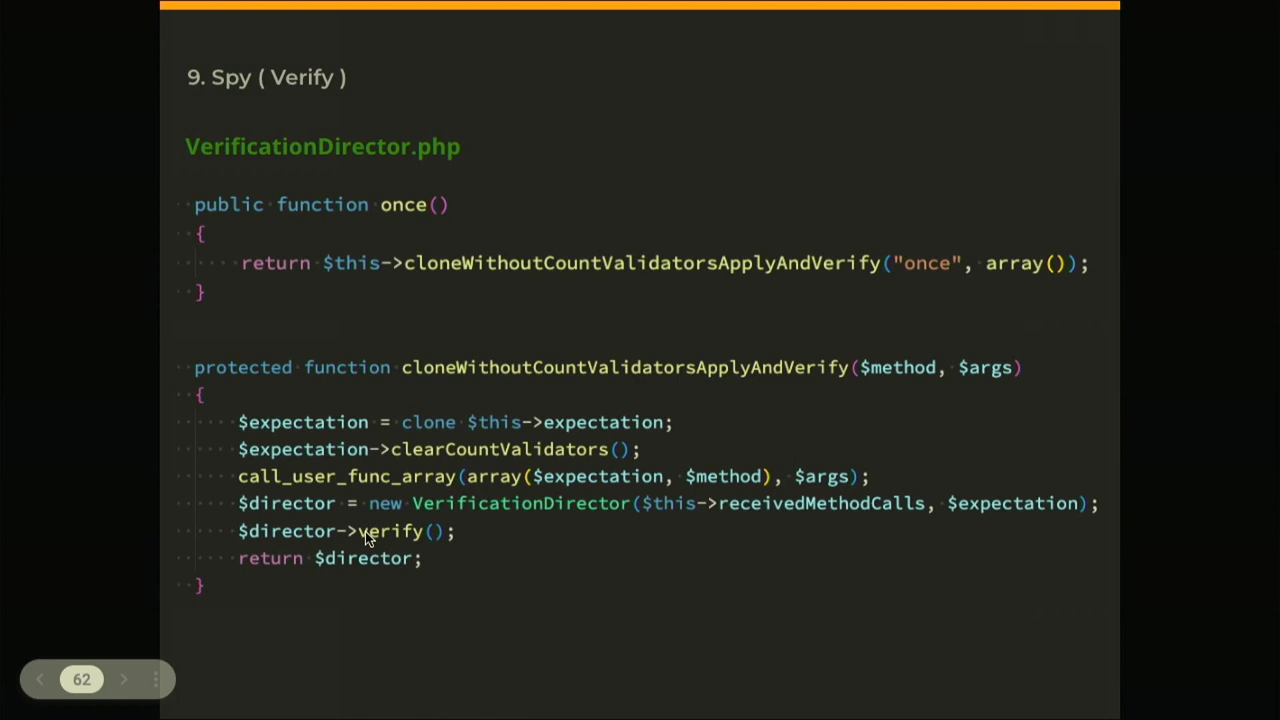 9. Spy ( Verify )
VerificationDirector.php
public function once()
{
return $this->cloneWithoutCountValidatorsApplyAndVerify("once", array());
}
protected function cloneWithoutCountValidatorsApplyAndVerify($method, $args)
{
$expectation = clone $this->expectation;
$expectation->clearCountValidators();
call_user_func_array(array($expectation, $method), $args);
$director = new VerificationDirector($this->receivedMethodCalls, $expectation);
$director->verify();
return $director;
}
62